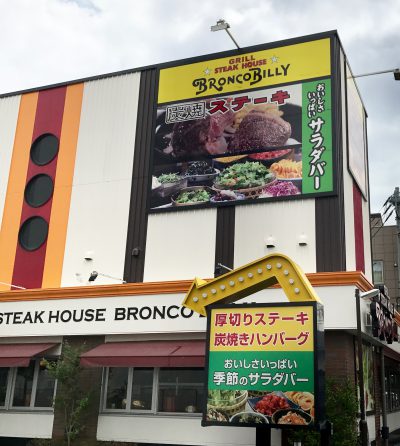 GRILL
STEAK HOUSE
BRONCO BILLY
炭焼ステーキ
おいしさいっぱい
サラダバー
STEAK HOUSE BRONCO
厚切りステーキ
炭焼きハンバーグ
おいしさいっぱい
季節のサラダバー